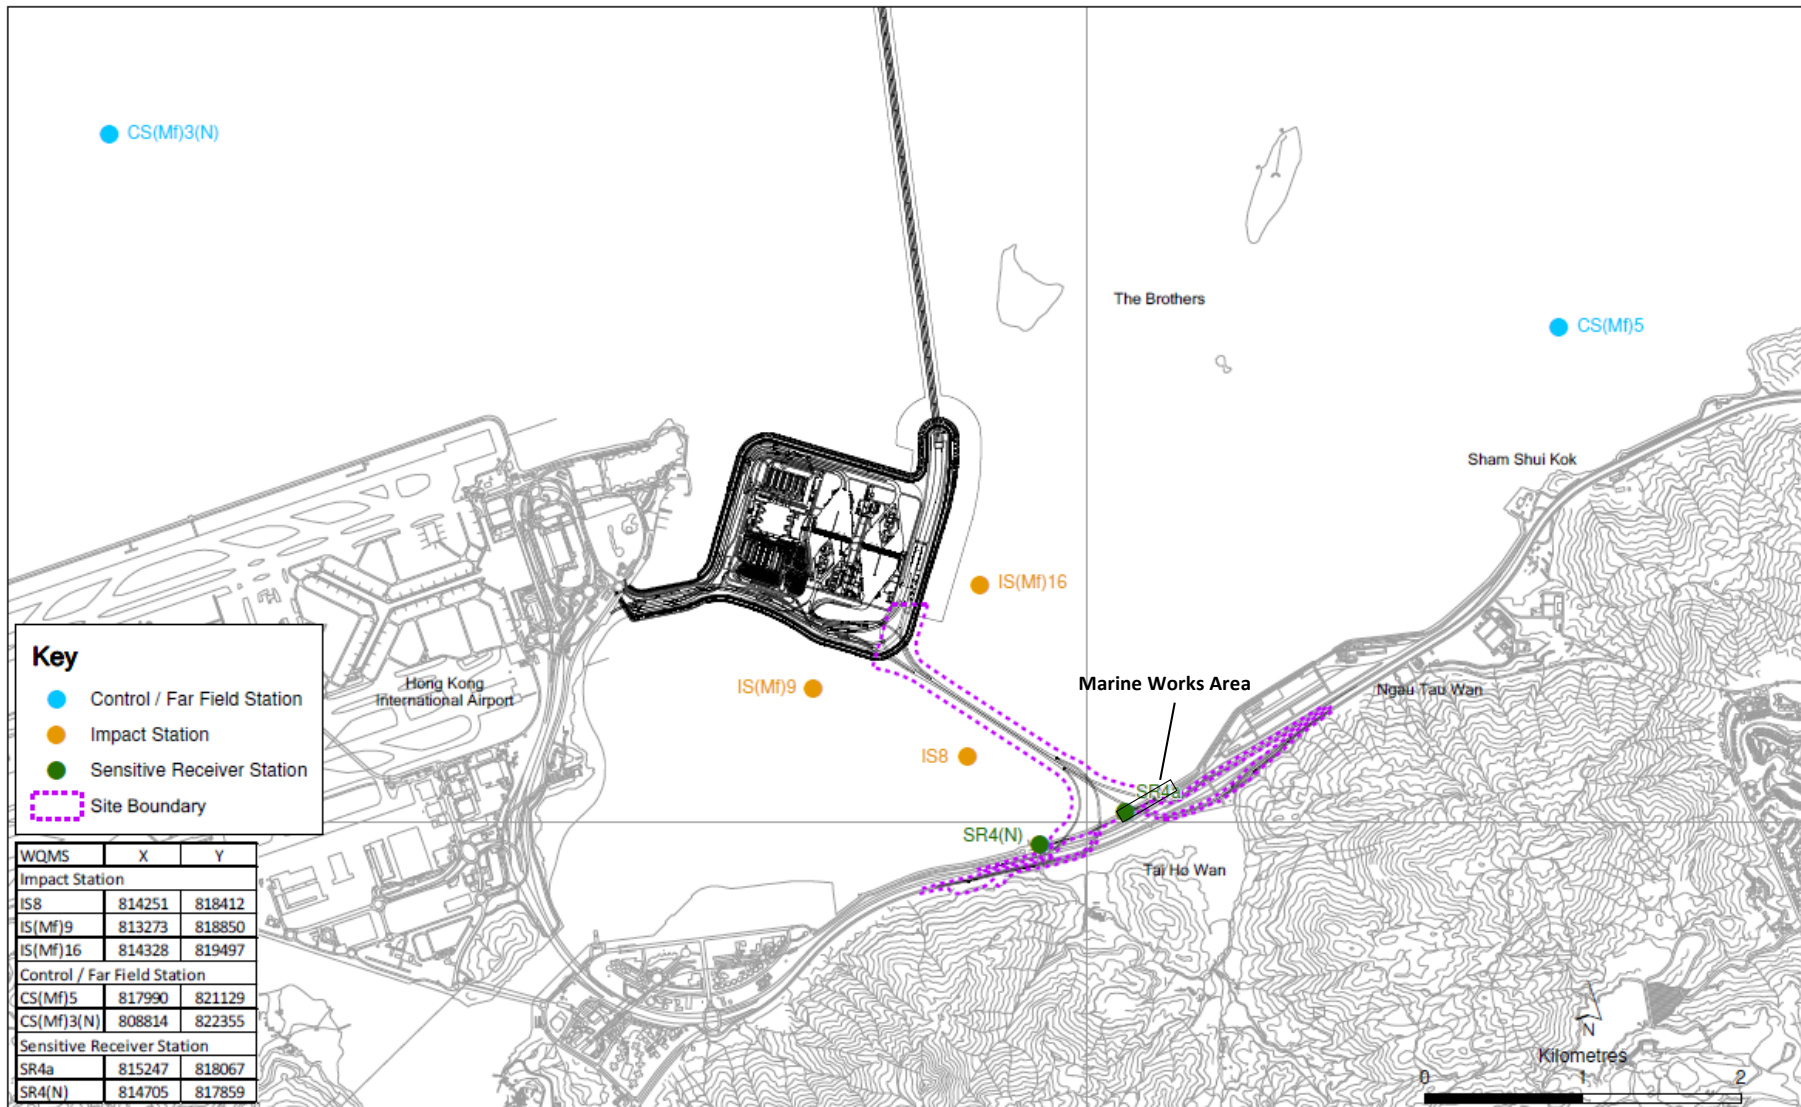 CS(Mf)3(N)
The Brothers
CS(Mf)5
Sham Shui Kok
IS(Mf)16
Hong Kong
International Airport
IS(Mf)9
Marine Works Area
Ngau Tau Wan
IS8
SR4a
SR4(N)
Tai Ho Wan
Key
Control / Far Field Station
Impact Station
Sensitive Receiver Station
Site Boundary
WQMS X Y
Impact Station
IS8 814251 818412
IS(Mf)9 813273 818850
IS(Mf)16 814328 819497
Control / Far Field Station
CS(Mf)5 817990 821129
CS(Mf)3(N) 808814 822355
Sensitive Receiver Station
SR4a 815247 818067
SR4(N) 814705 817859
N
Kilometres
0 1 2